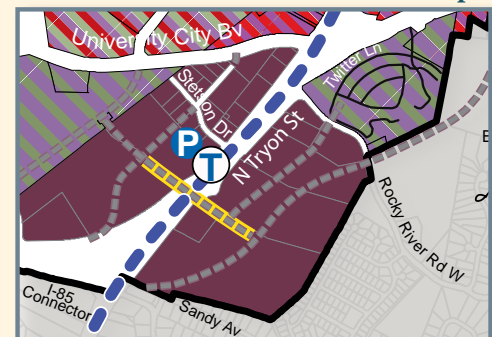 University City Bv
Twitter Ln
Stetson Dr
P
T
N Tryon St
Rocky River Rd W
I-85
Connector
Sandy Av